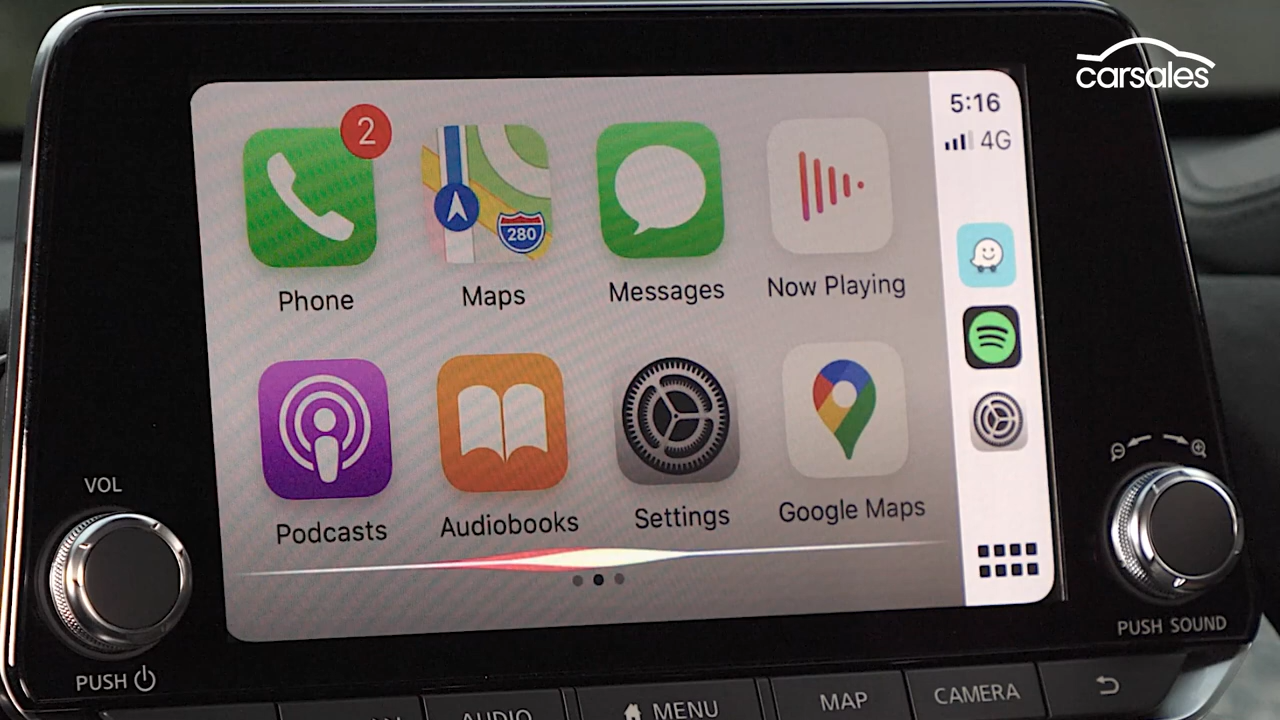 carsales
5:16
4G
2
280
Phone
Maps
Messages
Now Playing
Podcasts
Audiobooks
Settings
Google Maps
VOL
PUSH
PUSH SOUND
AUDIO
MENU
MAP
CAMERA